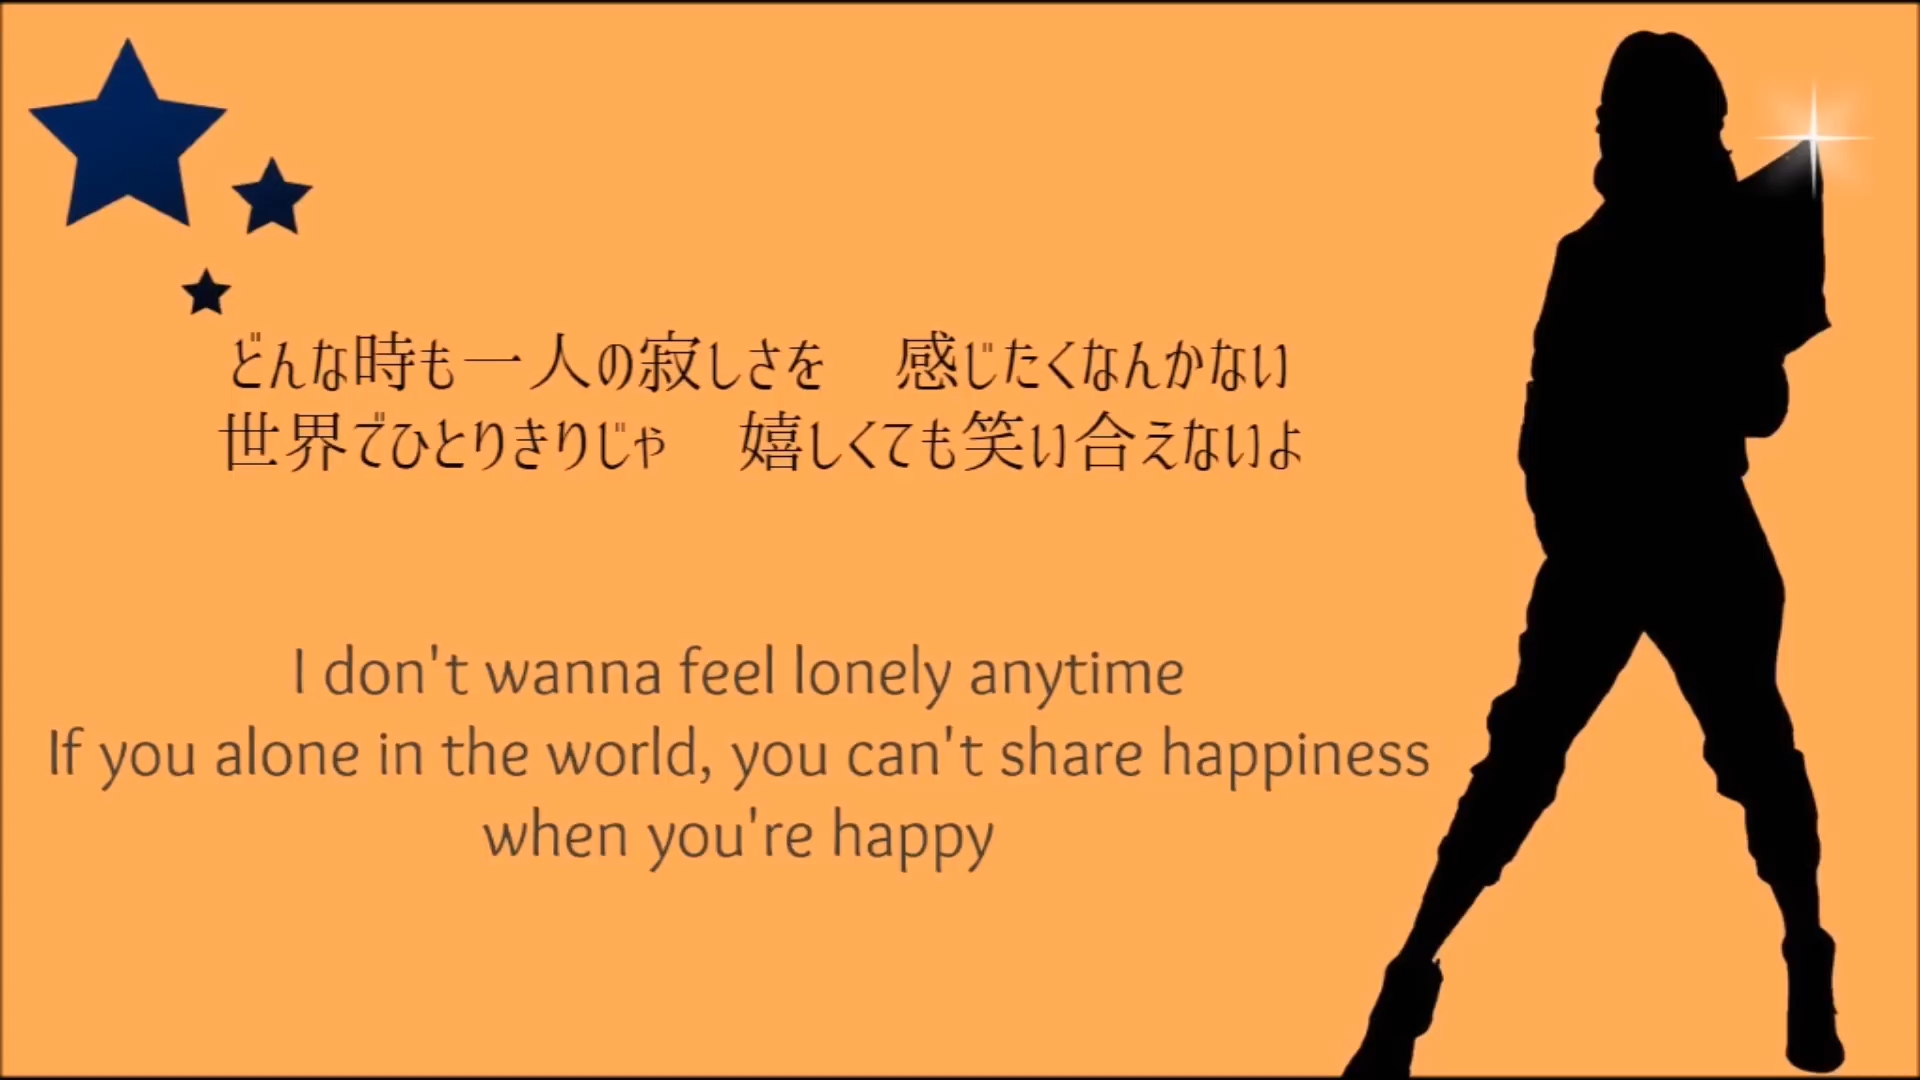 どんな時も一人の寂しさを　感じたくなんかない
世界でひとりきりじゃ　嬉しくても笑い合えないよ
I don't wanna feel lonely anytime
If you alone in the world, you can't share happiness
when you're happy